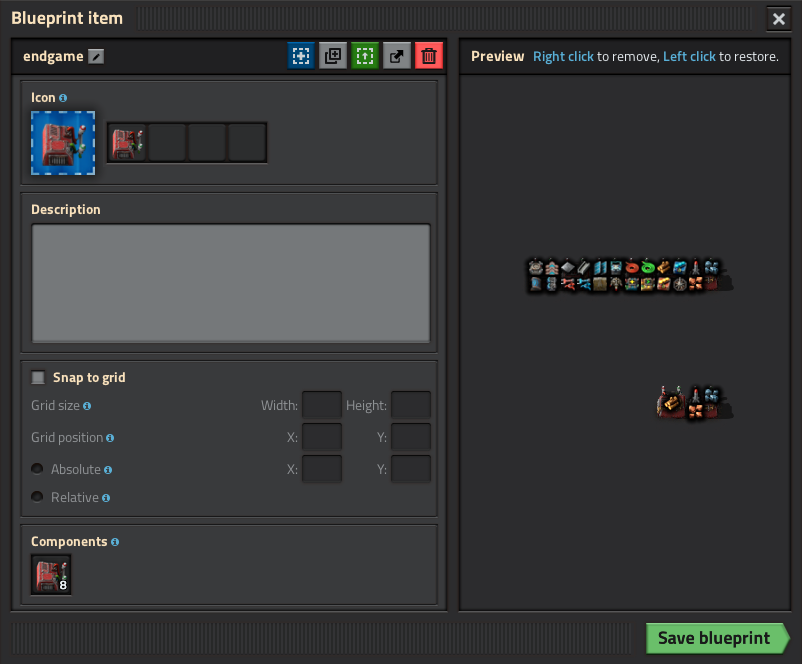 Blueprint item
endgame
Preview Right click to remove, Left click to restore.
Icon
Description
Snap to grid
Grid size Width: Height:
Grid position X: Y:
Absolute X: Y:
Relative
Components
8
Save blueprint